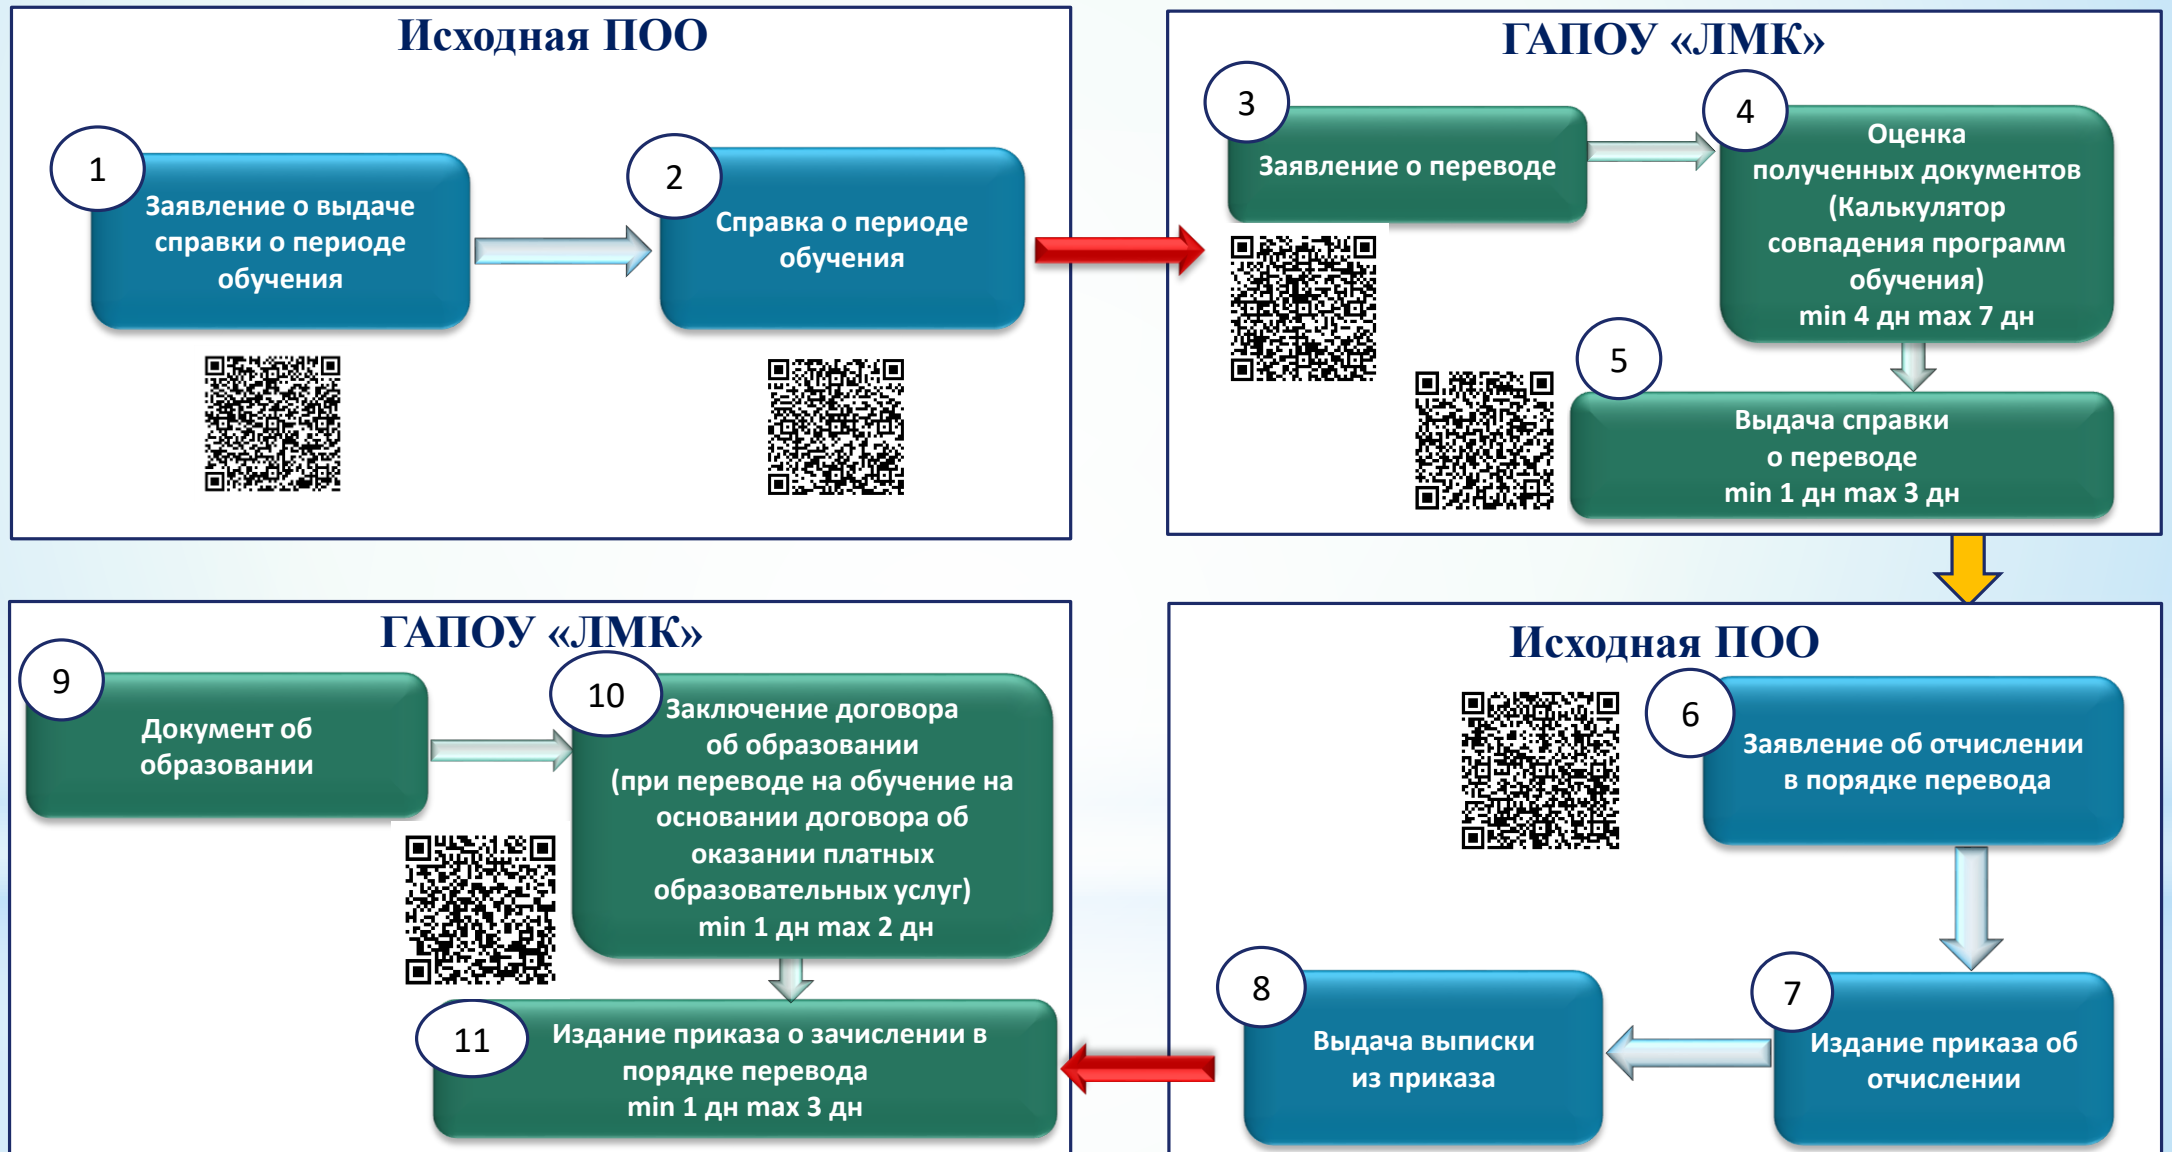 Исходная ПОО
1
Заявление о выдаче
справки о периоде
обучения
2
Справка о периоде
обучения
ГАПОУ «ЛМК»
3
Заявление о переводе
4
Оценка
полученных документов
(Калькулятор
совпадения программ
обучения)
min 4 дн max 7 дн
5
Выдача справки
о переводе
min 1 дн max 3 дн
Исходная ПОО
6
Заявление об отчислении
в порядке перевода
7
Издание приказа об
отчислении
8
Выдача выписки
из приказа
ГАПОУ «ЛМК»
9
Документ об
образовании
10
Заключение договора
об образовании
(при переводе на обучение на
основании договора об
оказании платных
образовательных услуг)
min 1 дн max 2 дн
11
Издание приказа о зачислении в
порядке перевода
min 1 дн max 3 дн